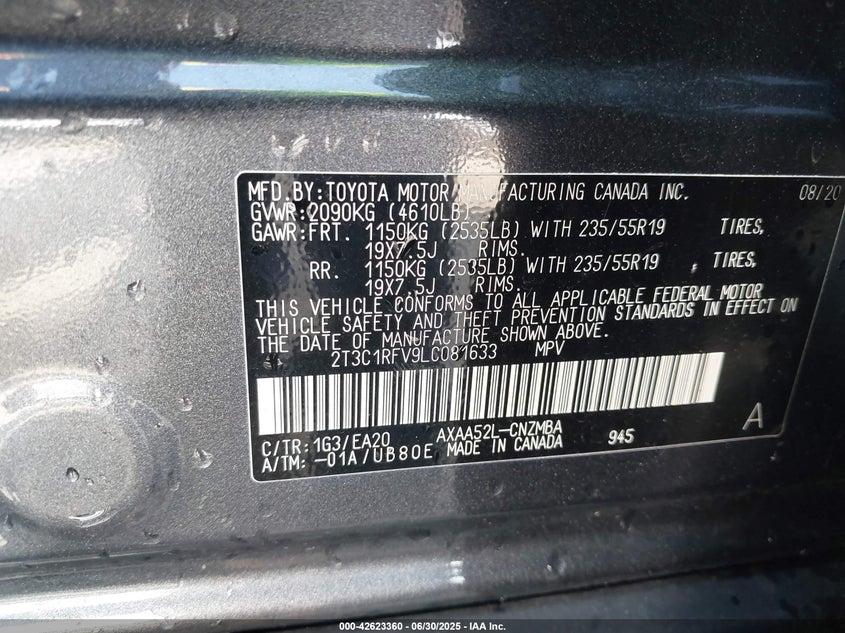 MFD.BY:TOYOTA MOTOR MANUFACTURING CANADA INC. 08/20
GVWR:2090KG (4610LB)
GAWR:FRT. 1150KG (2535LB) WITH 235/55R19 TIRES,
19X7.5J RIMS.
RR. 1150KG (2535LB) WITH 235/55R19 , TIRES,
19X7.5J RIMS.
THIS VEHICLE CONFORMS TO ALL APPLICABLE FEDERAL MOTOR
VEHICLE SAFETY AND THEFT PREVENTION STANDARDS IN EFFECT ON
THE DATE OF MANUFACTURE SHOWN ABOVE.
2T3C1RFV9LC081633 MPV
C/TR:1G3/EA20 AXAA52L-CNZMBA 945 A
A/TM:-01A/UB80E MADE IN CANADA
000-42623360 - 06/30/2025 - IAA Inc.